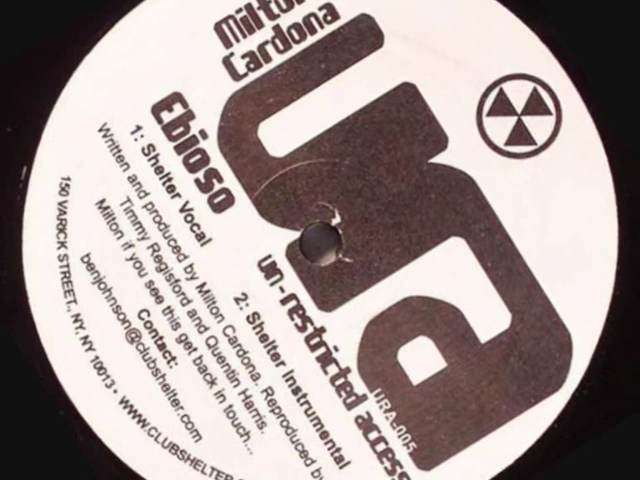 Milton
Cardona
ura
Ebioso
1: Shelter Vocal
Written and produced by Milton Cardona. Reproduced by
Timmy Regisford and Quentin Harris.
Milton if you see this get back in touch...
Contact:
benjohnson@clubshelter.com
2: Shelter Instrumental
un-restricted access
URA-005
150 VARICK STREET., NY, NY 10013 · WWW.CLUBSHELTER